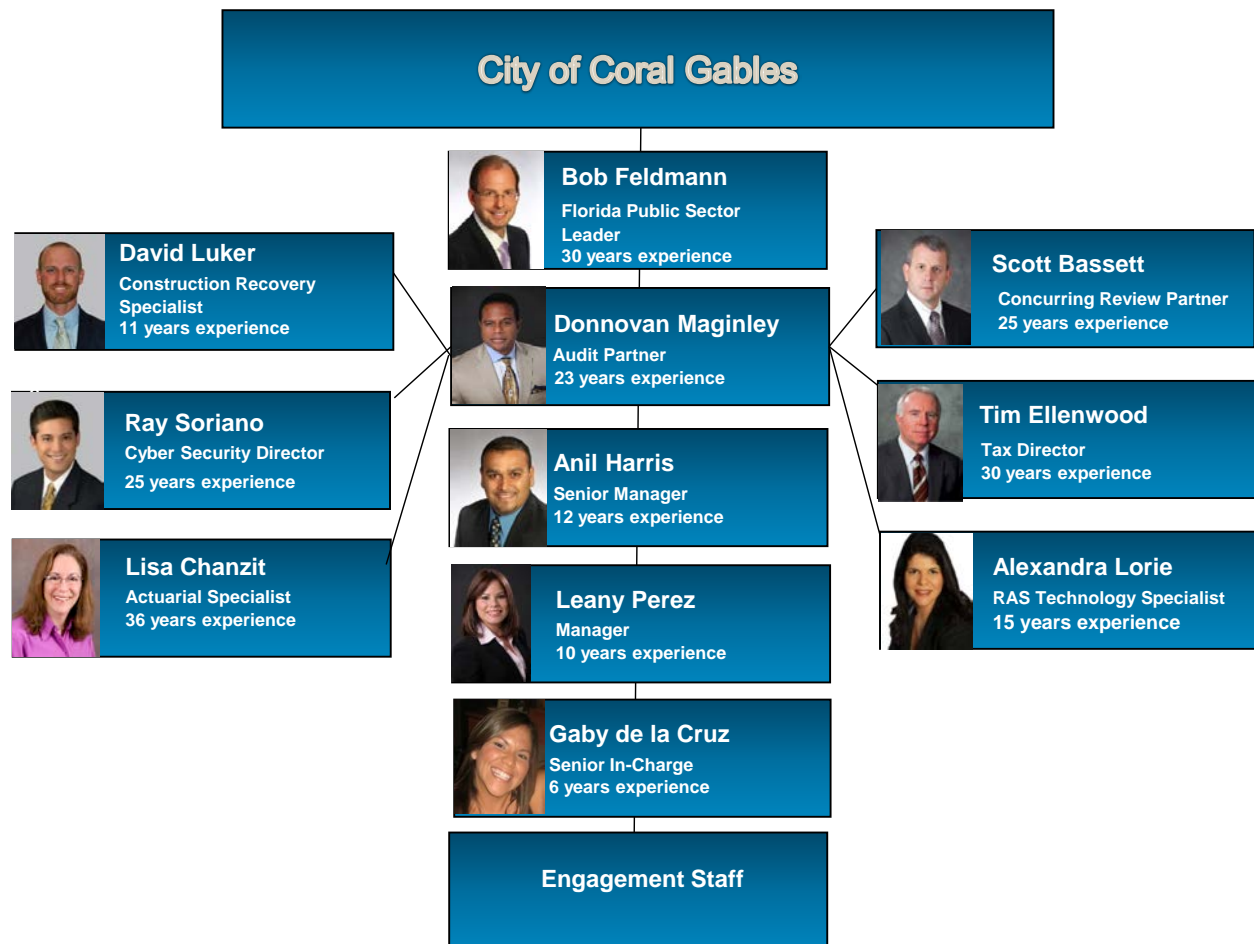 City of Coral Gables
Bob Feldmann
Florida Public Sector
Leader
30 years experience
David Luker
Construction Recovery
Specialist
11 years experience
Scott Bassett
Concurring Review Partner
25 years experience
Donnovan Maginley
Audit Partner
23 years experience
Ray Soriano
Cyber Security Director
25 years experience
Tim Ellenwood
Tax Director
30 years experience
Anil Harris
Senior Manager
12 years experience
Lisa Chanzit
Actuarial Specialist
36 years experience
Alexandra Lorie
RAS Technology Specialist
15 years experience
Leany Perez
Manager
10 years experience
Gaby de la Cruz
Senior In-Charge
6 years experience
Engagement Staff